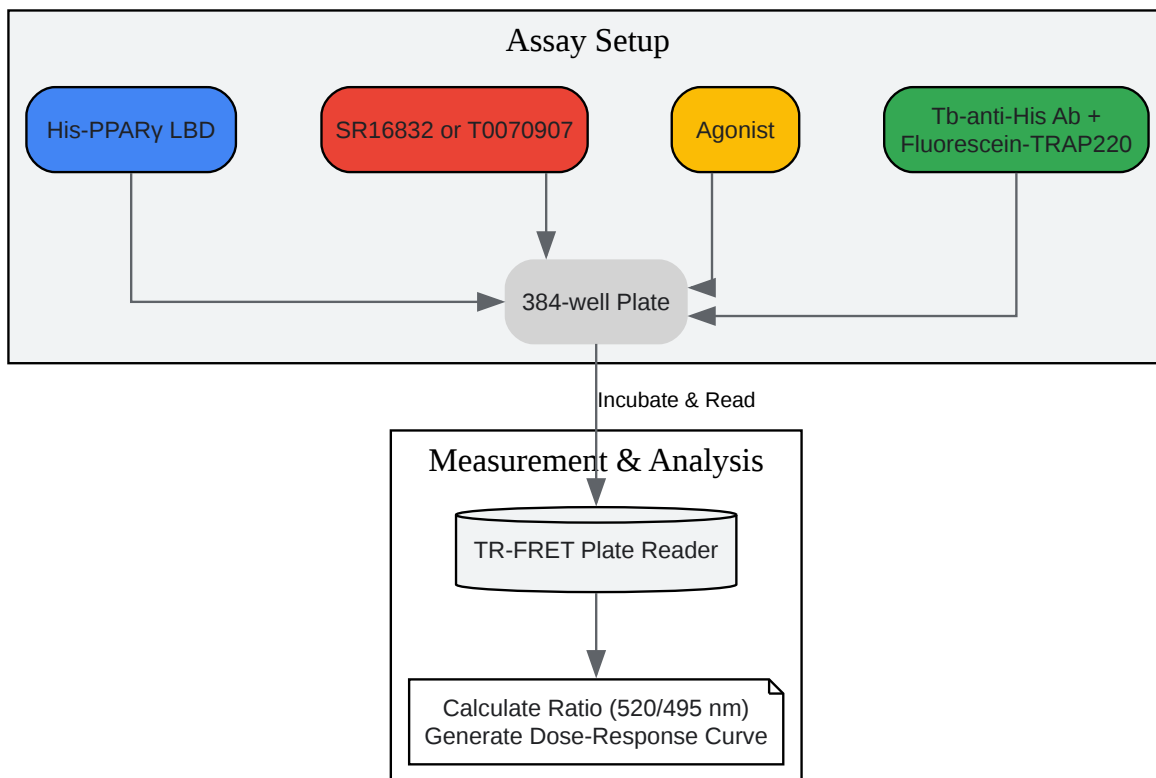 Assay Setup
His-PPARγ LBD
SR16832 or T0070907
Agonist
Tb-anti-His Ab +
Fluorescein-TRAP220
384-well Plate
Incubate & Read
Measurement & Analysis
TR-FRET Plate Reader
Calculate Ratio (520/495 nm)
Generate Dose-Response Curve